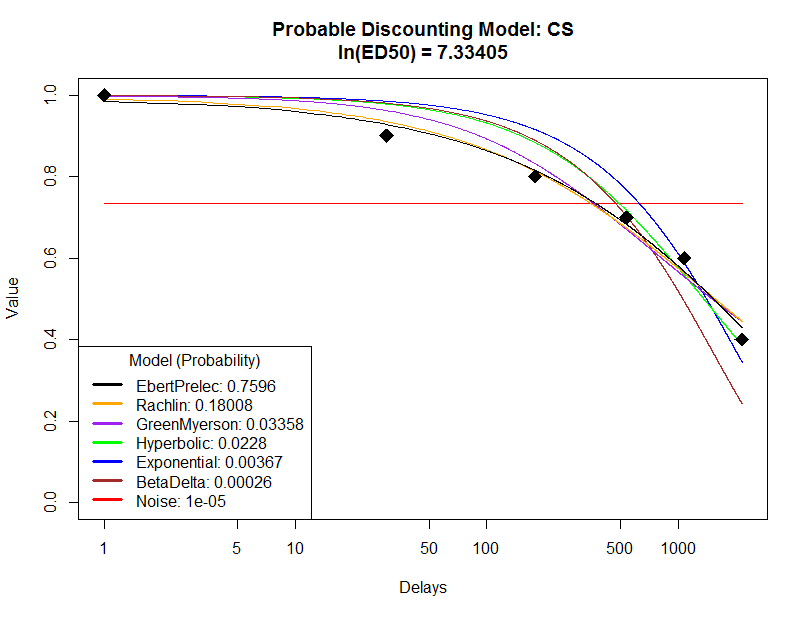 Probable Discounting Model: CS
ln(ED50) = 7.33405
Value
1.0
0.8
0.6
0.4
0.2
0.0
Model (Probability)
EbertPrelec: 0.7596
Rachlin: 0.18008
GreenMyerson: 0.03358
Hyperbolic: 0.0228
Exponential: 0.00367
BetaDelta: 0.00026
Noise: 1e-05
1 5 10 50 100 500 1000
Delays